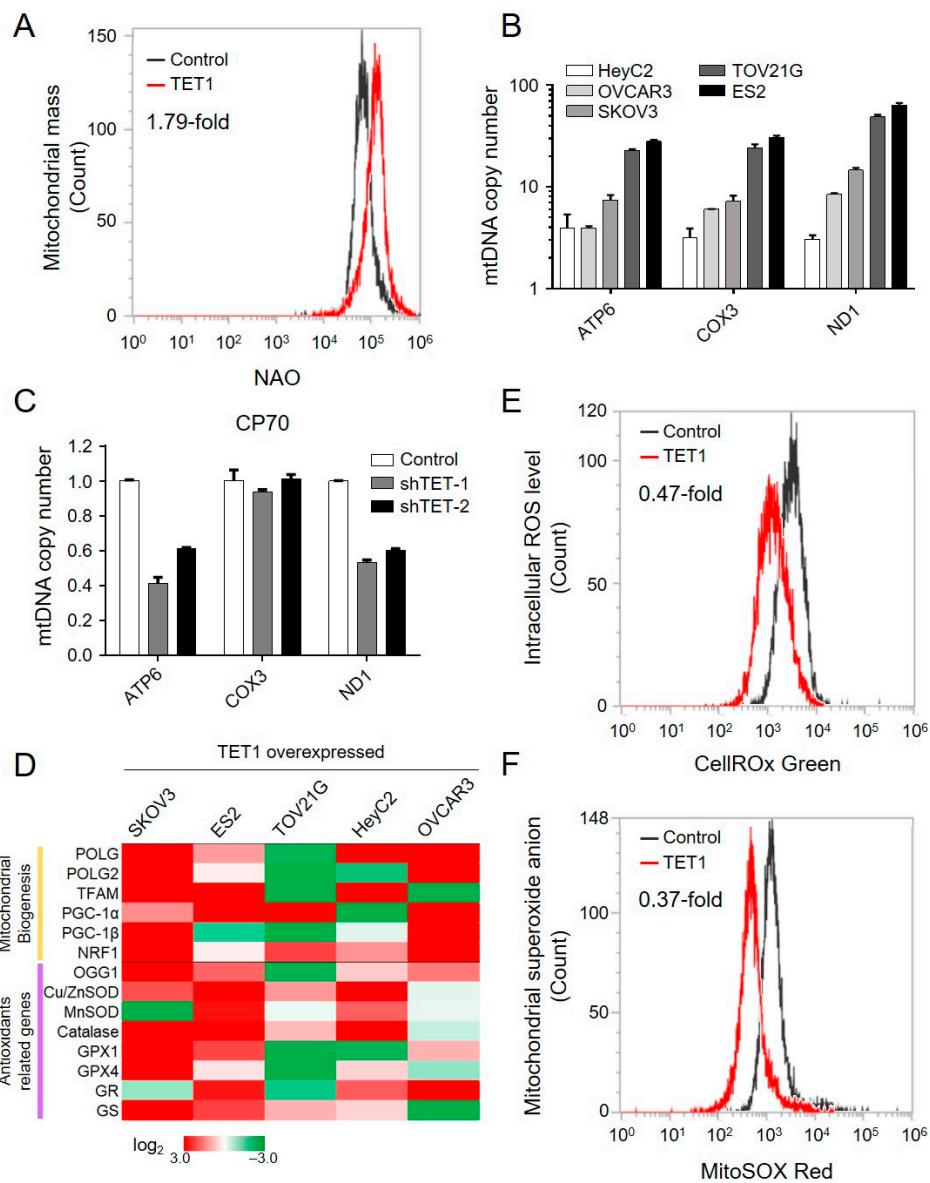 A
Mitochondrial mass
(Count)
150
100
50
0
Control
TET1
1.79-fold
10⁰ 10¹ 10² 10³ 10⁴ 10⁵ 10⁶
NAO
B
mtDNA copy number
100
10
1
HeyC2
OVCAR3
SKOV3
TOV21G
ES2
ATP6
COX3
ND1
C
CP70
mtDNA copy number
1.2
1.0
0.8
0.6
0.4
0.2
0.0
Control
shTET-1
shTET-2
ATP6
COX3
ND1
E
Intracellular ROS level
(Count)
120
100
50
0
Control
TET1
0.47-fold
10⁰ 10¹ 10² 10³ 10⁴ 10⁵ 10⁶
CellROx Green
D
TET1 overexpressed
SKOV3
ES2
TOV21G
HeyC2
OVCAR3
Mitochondrial
Biogenesis
POLG
POLG2
TFAM
PGC-1α
PGC-1β
NRF1
Antioxidants
related genes
OGG1
Cu/ZnSOD
MnSOD
Catalase
GPX1
GPX4
GR
GS
log₂
3.0 –3.0
F
Mitochondrial superoxide anion
(Count)
148
100
50
0
Control
TET1
0.37-fold
10⁰ 10¹ 10² 10³ 10⁴ 10⁵ 10⁶
MitoSOX Red